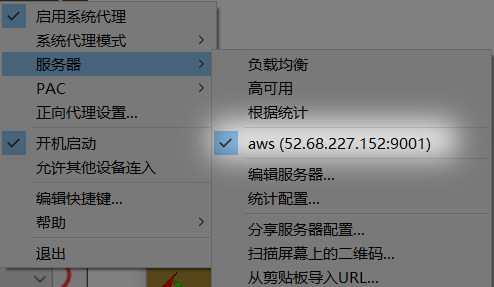 启用系统代理
系统代理模式
服务器
PAC
正向代理设置...
开机启动
允许其他设备连入
编辑快捷键...
帮助
退出
负载均衡
高可用
根据统计
aws (52.68.227.152:9001)
编辑服务器...
统计配置...
分享服务器配置...
扫描屏幕上的二维码...
从剪贴板导入URL...